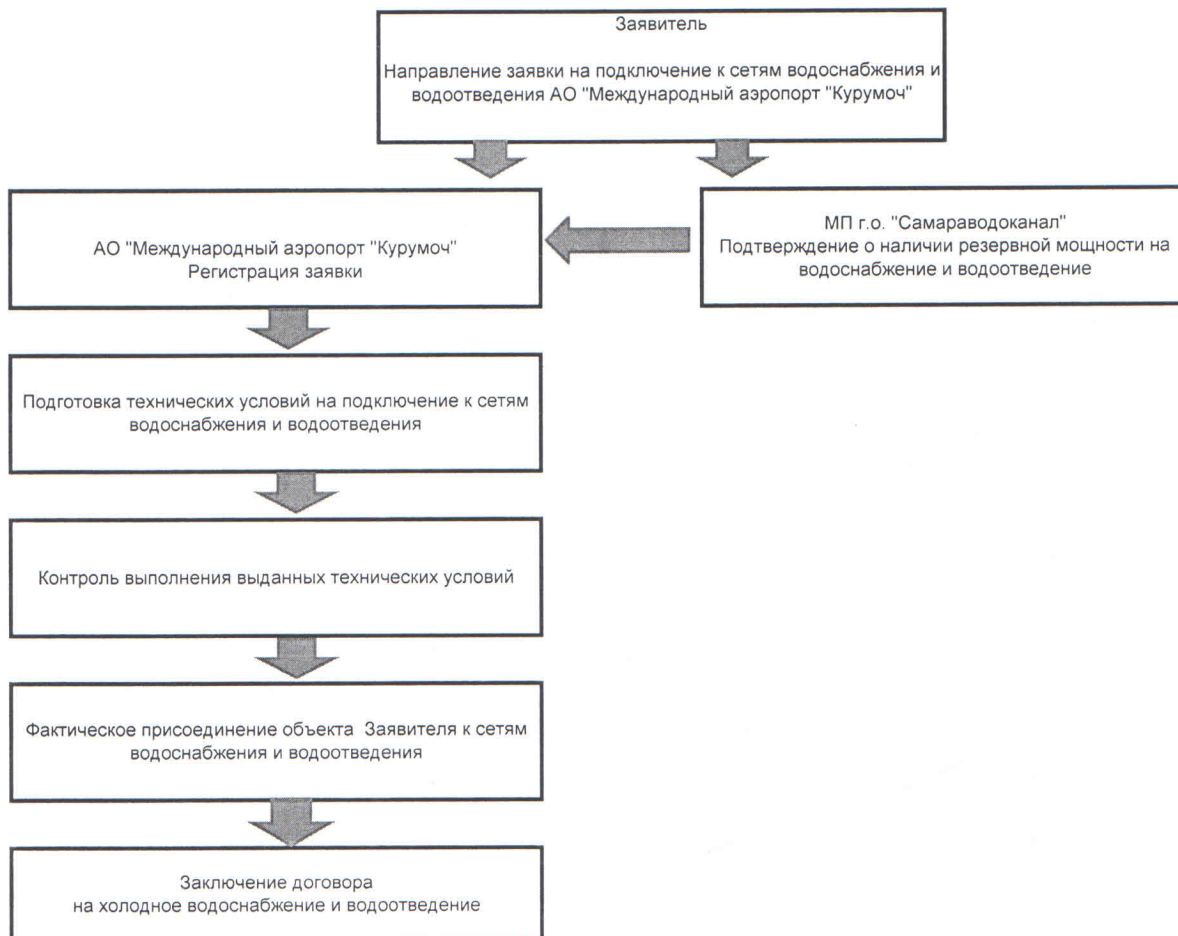 Заявитель
Направление заявки на подключение к сетям водоснабжения и
водоотведения АО "Международный аэропорт "Курумоч"
АО "Международный аэропорт "Курумоч"
Регистрация заявки
МП г.о. "Самараводоканал"
Подтверждение о наличии резервной мощности на
водоснабжение и водоотведение
Подготовка технических условий на подключение к сетям
водоснабжения и водоотведения
Контроль выполнения выданных технических условий
Фактическое присоединение объекта Заявителя к сетям
водоснабжения и водоотведения
Заключение договора
на холодное водоснабжение и водоотведение